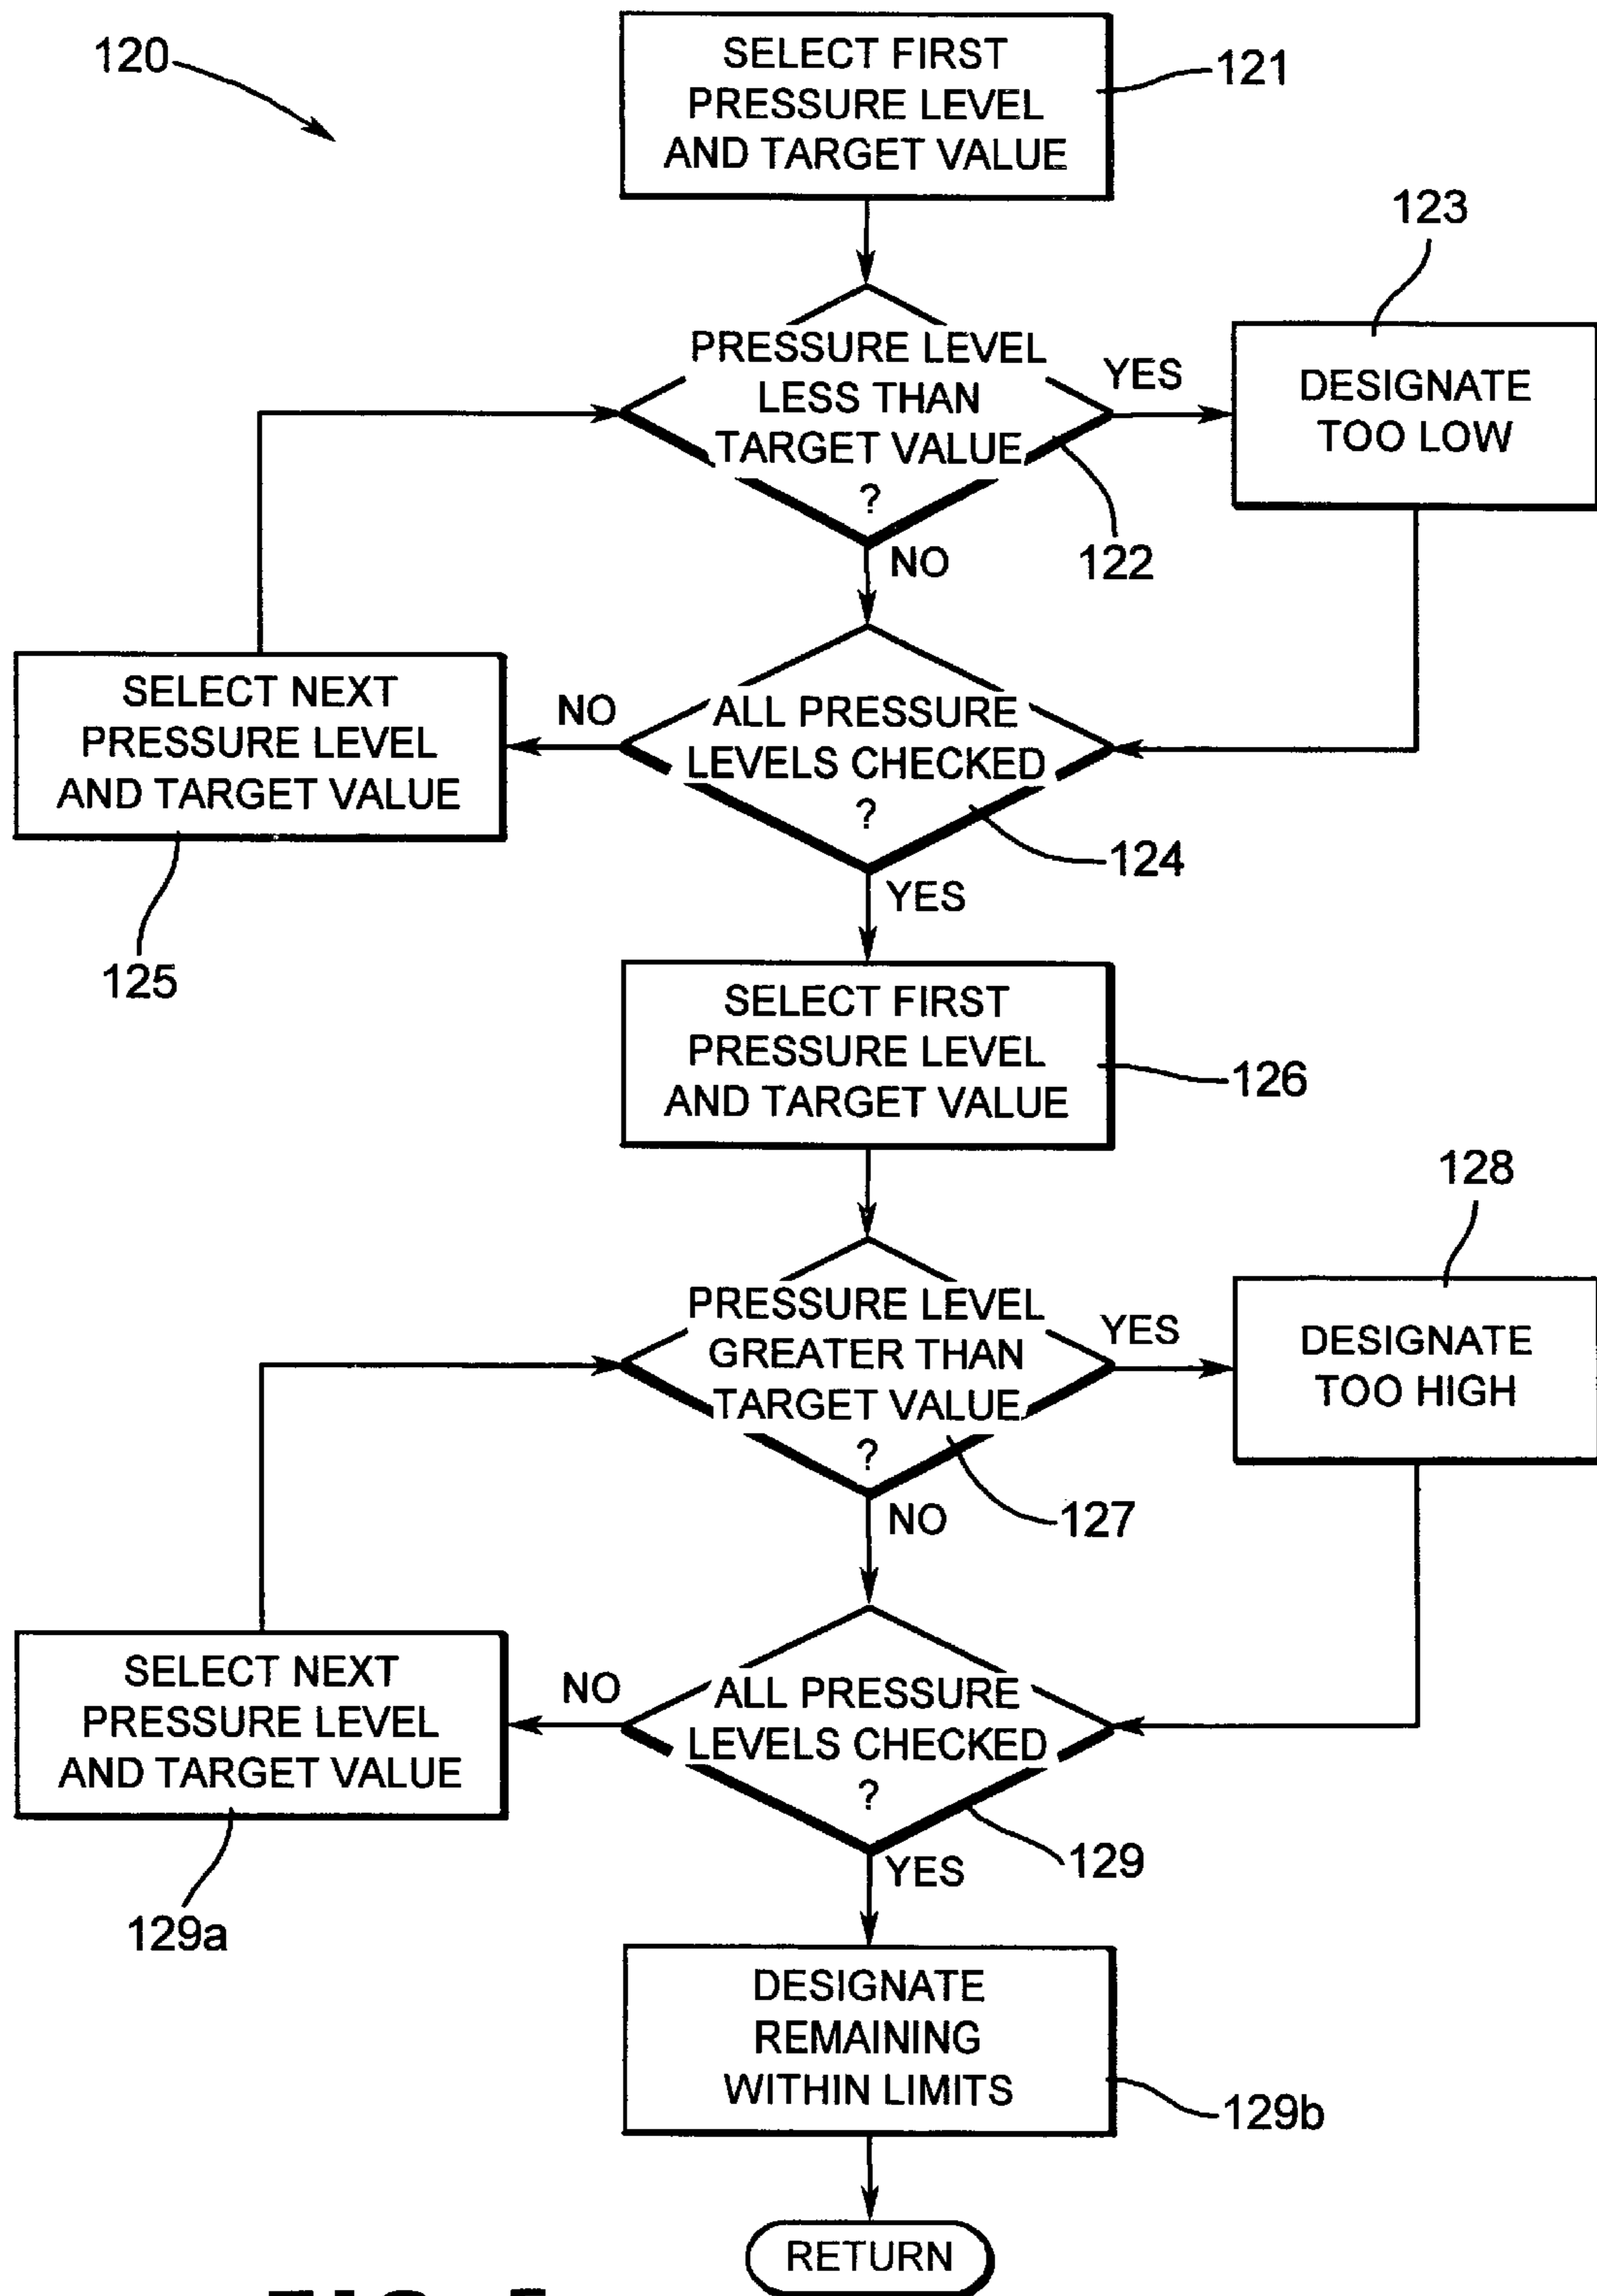 120
SELECT FIRST
PRESSURE LEVEL
AND TARGET VALUE
121
PRESSURE LEVEL
LESS THAN
TARGET VALUE
?
122
YES
NO
123
DESIGNATE
TOO LOW
ALL PRESSURE
LEVELS CHECKED
?
124
NO
YES
SELECT NEXT
PRESSURE LEVEL
AND TARGET VALUE
125
SELECT FIRST
PRESSURE LEVEL
AND TARGET VALUE
126
PRESSURE LEVEL
GREATER THAN
TARGET VALUE
?
127
YES
NO
128
DESIGNATE
TOO HIGH
ALL PRESSURE
LEVELS CHECKED
?
129
NO
YES
SELECT NEXT
PRESSURE LEVEL
AND TARGET VALUE
129a
DESIGNATE
REMAINING
WITHIN LIMITS
129b
RETURN